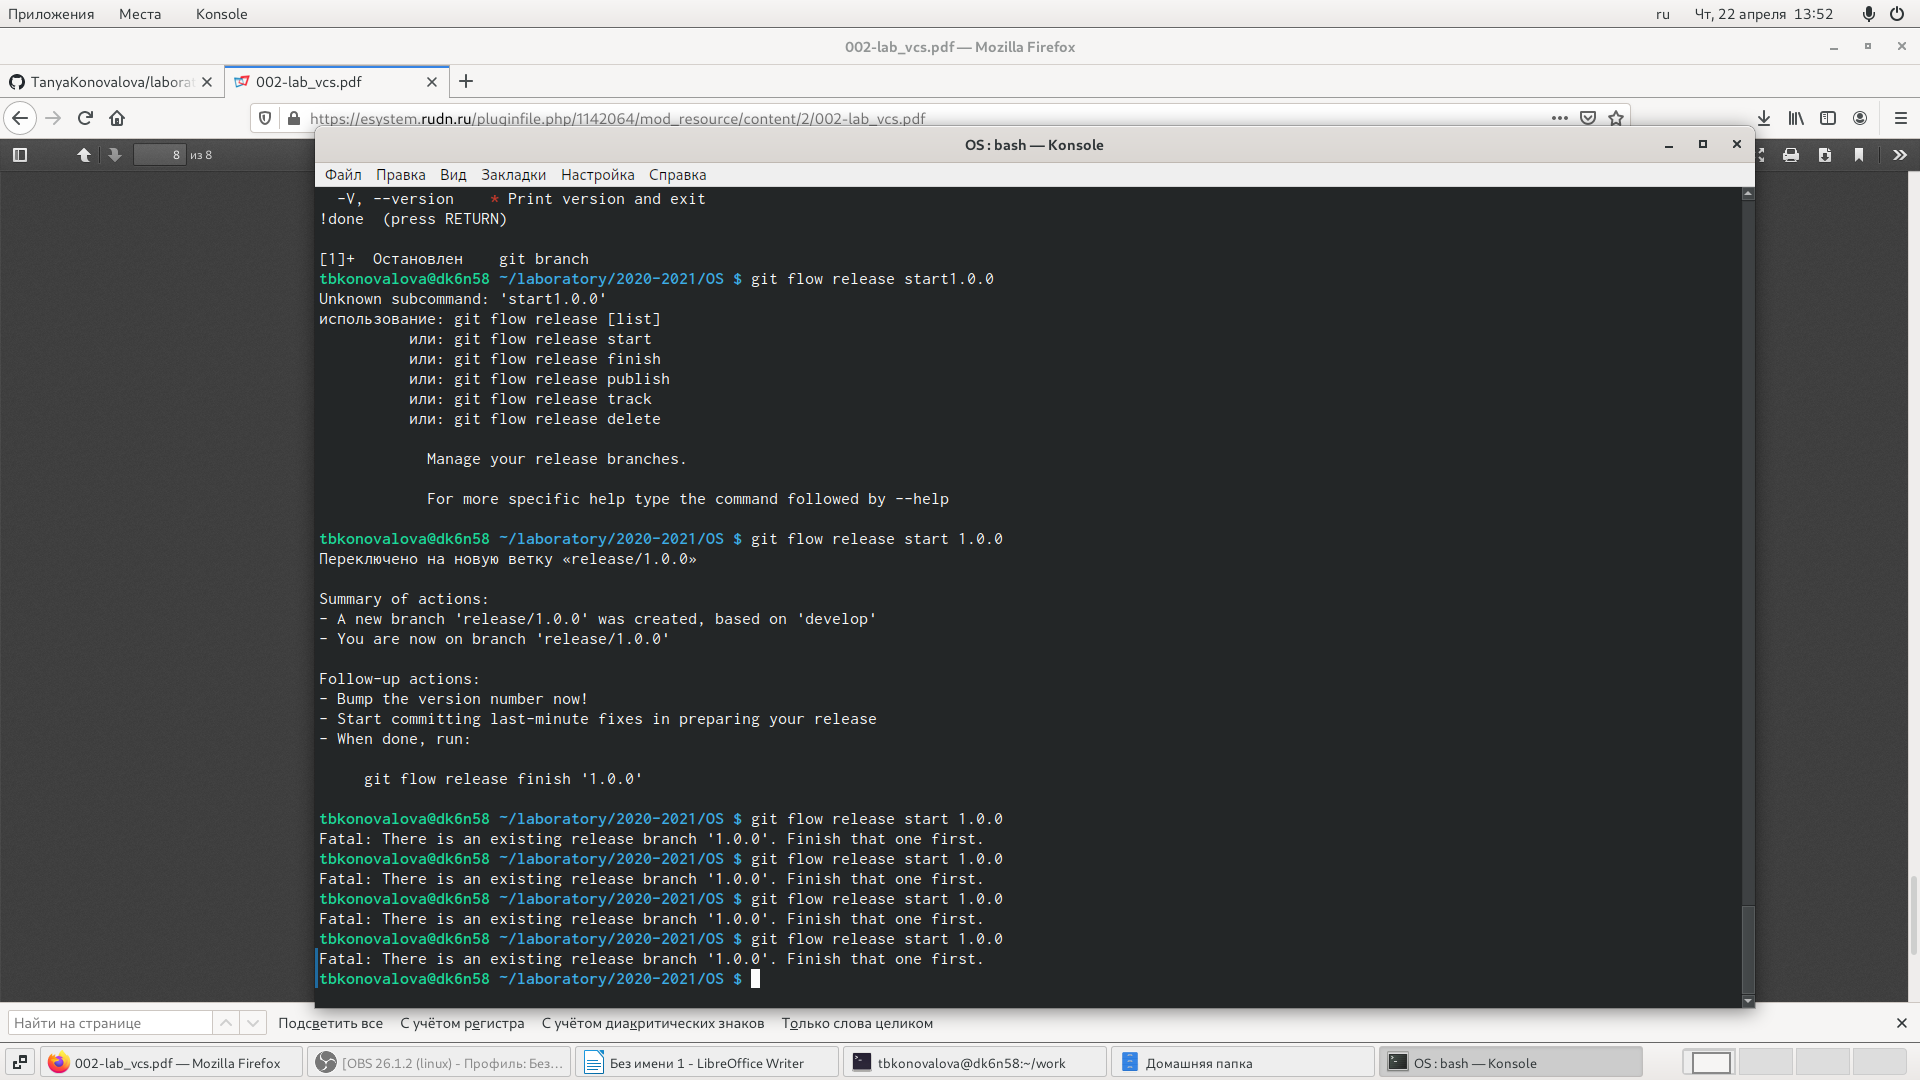 Приложения Места Konsole ru Чт, 22 апреля 13:52
002-lab_vcs.pdf — Mozilla Firefox
TanyaKonovalova/laborat 002-lab_vcs.pdf
https://esystem.rudn.ru/pluginfile.php/1142064/mod_resource/content/2/002-lab_vcs.pdf
8 из 8
OS : bash — Konsole
Файл Правка Вид Закладки Настройка Справка
-V, --version * Print version and exit
!done (press RETURN)
[1]+ Остановлен git branch
tbkonovalova@dk6n58 ~/laboratory/2020-2021/OS $ git flow release start1.0.0
Unknown subcommand: 'start1.0.0'
использование: git flow release [list]
или: git flow release start
или: git flow release finish
или: git flow release publish
или: git flow release track
или: git flow release delete
Manage your release branches.
For more specific help type the command followed by --help
tbkonovalova@dk6n58 ~/laboratory/2020-2021/OS $ git flow release start 1.0.0
Переключено на новую ветку «release/1.0.0»
Summary of actions:
- A new branch 'release/1.0.0' was created, based on 'develop'
- You are now on branch 'release/1.0.0'
Follow-up actions:
- Bump the version number now!
- Start committing last-minute fixes in preparing your release
- When done, run:
git flow release finish '1.0.0'
tbkonovalova@dk6n58 ~/laboratory/2020-2021/OS $ git flow release start 1.0.0
Fatal: There is an existing release branch '1.0.0'. Finish that one first.
tbkonovalova@dk6n58 ~/laboratory/2020-2021/OS $ git flow release start 1.0.0
Fatal: There is an existing release branch '1.0.0'. Finish that one first.
tbkonovalova@dk6n58 ~/laboratory/2020-2021/OS $ git flow release start 1.0.0
Fatal: There is an existing release branch '1.0.0'. Finish that one first.
tbkonovalova@dk6n58 ~/laboratory/2020-2021/OS $ git flow release start 1.0.0
Fatal: There is an existing release branch '1.0.0'. Finish that one first.
tbkonovalova@dk6n58 ~/laboratory/2020-2021/OS $
Найти на странице Подсветить все С учётом регистра С учётом диакритических знаков Только слова целиком
002-lab_vcs.pdf — Mozilla Firefox [OBS 26.1.2 (linux) - Профиль: Без... Без имени 1 - LibreOffice Writer tbkonovalova@dk6n58:~/work Домашняя папка OS : bash — Konsole